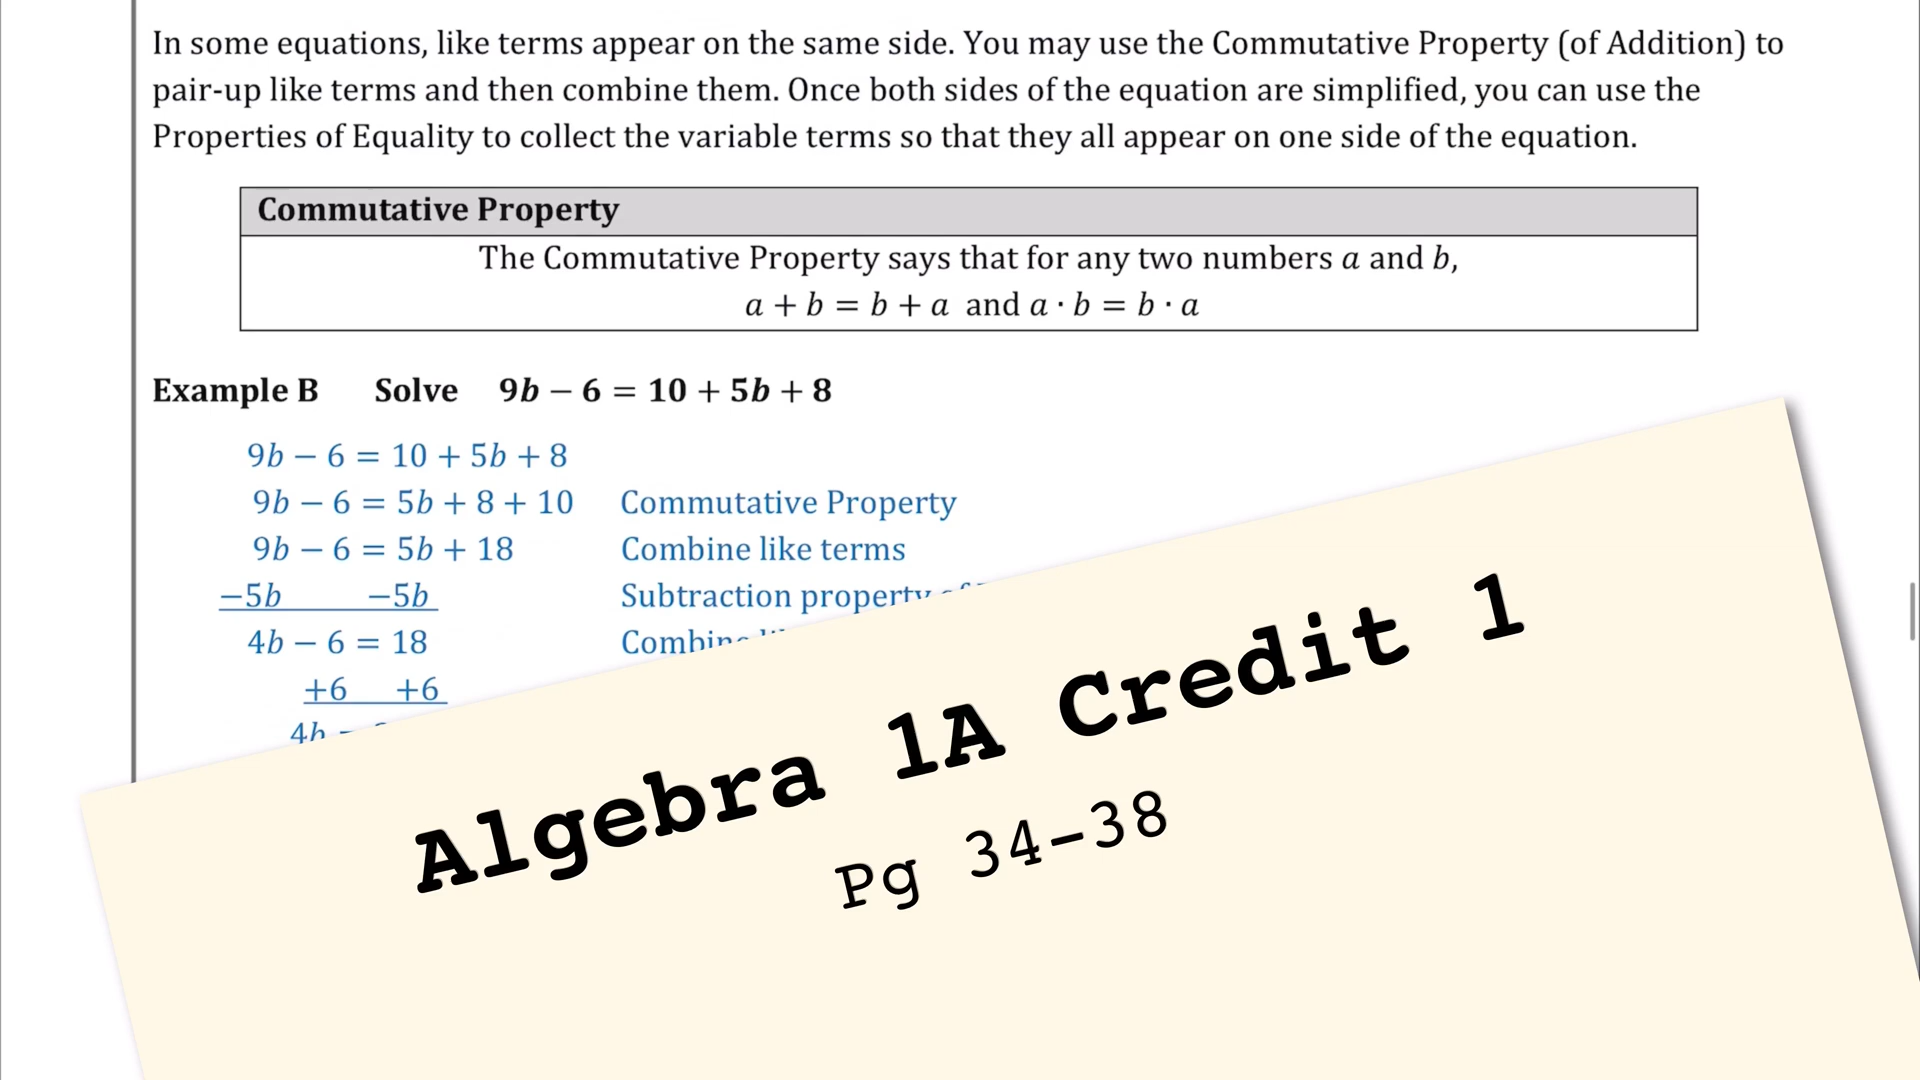 In some equations, like terms appear on the same side. You may use the Commutative Property (of Addition) to
pair-up like terms and then combine them. Once both sides of the equation are simplified, you can use the
Properties of Equality to collect the variable terms so that they all appear on one side of the equation.
Commutative Property
The Commutative Property says that for any two numbers a and b,
a + b = b + a and a · b = b · a
Example B Solve 9b − 6 = 10 + 5b + 8
9b − 6 = 10 + 5b + 8
9b − 6 = 5b + 8 + 10 Commutative Property
9b − 6 = 5b + 18 Combine like terms
−5b −5b Subtraction property
4b − 6 = 18
+6 +6
4b
Algebra 1A Credit 1
Pg 34-38